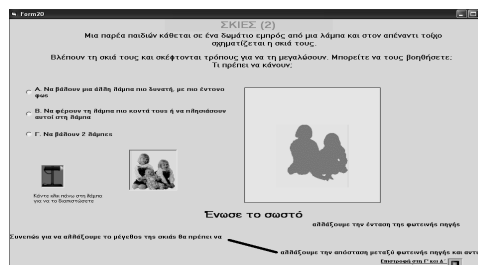 Form20
ΣΚΙΕΣ (2)
Μια παρέα παιδιών κάθεται σε ένα δωμάτιο εμπρός από μια λάμπα και στον απέναντι τοίχο
σχηματίζεται η σκιά τους.
Βλέπουν τη σκιά τους και σκέφτονται τρόπους για να τη μεγαλώσουν. Μπορείτε να τους βοηθήσετε;
Τι πρέπει να κάνουν;
Α. Να βάλουν μια άλλη λάμπα πιο δυνατή, με πιο έντονο
φως
Β. Να φέρουν τη λάμπα πιο κοντά τους ή να πλησιάσουν
αυτοί στη λάμπα
Γ. Να βάλουν 2 λάμπες
Κάντε κλικ πάνω στη λάμπα
για να το διαπιστώσετε
Ένωσε το σωστό
αλλάξουμε την ένταση της φωτεινής πηγής
Συνεπώς για να αλλάξουμε το μέγεθος της σκιάς θα πρέπει να
αλλάξουμε την απόσταση μεταξύ φωτεινής πηγής και αντι
Επιστροφή στη Γ' και Δ'